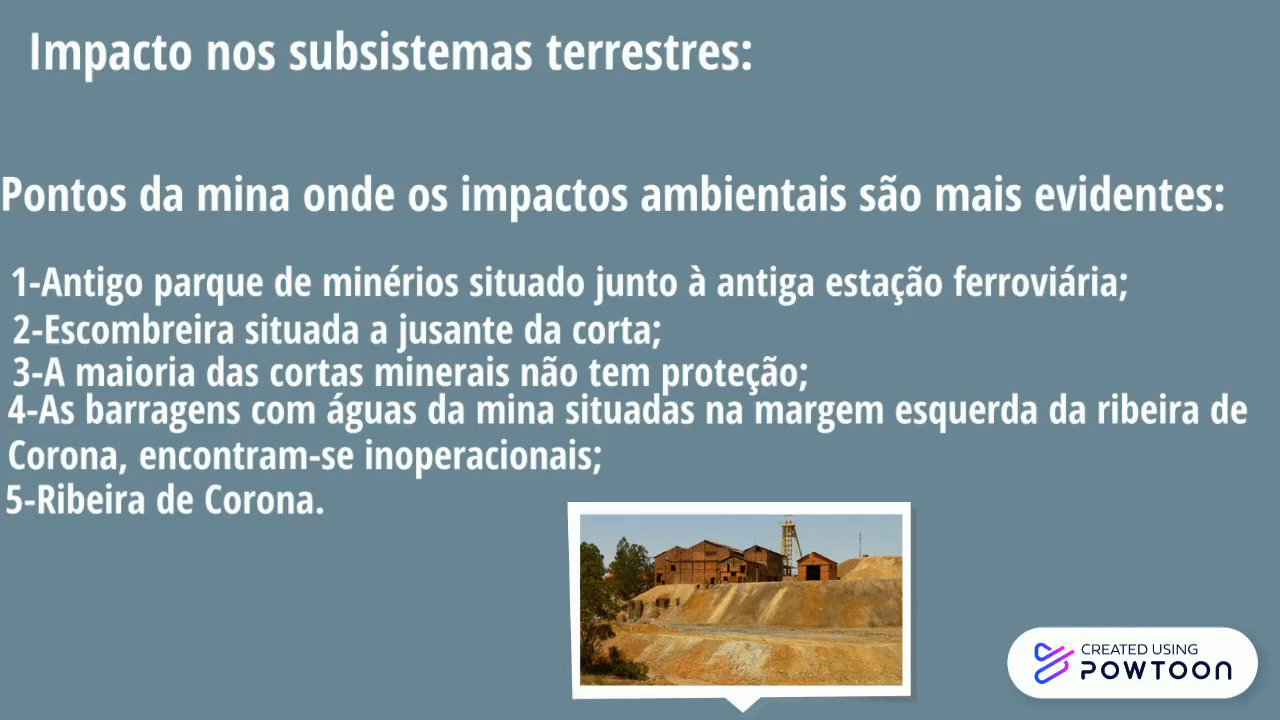 Impacto nos subsistemas terrestres:
Pontos da mina onde os impactos ambientais são mais evidentes:
1-Antigo parque de minérios situado junto à antiga estação ferroviária;
2-Escombreira situada a jusante da corta;
3-A maioria das cortas minerais não tem proteção;
4-As barragens com águas da mina situadas na margem esquerda da ribeira de
Corona, encontram-se inoperacionais;
5-Ribeira de Corona.
CREATED USING
POWTOON